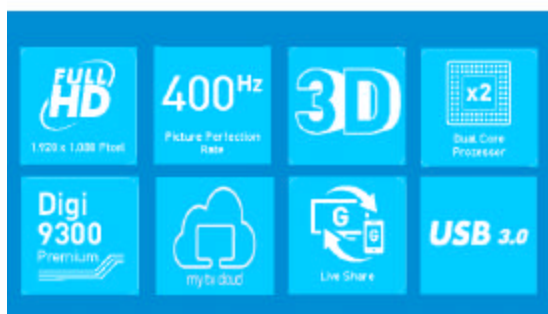 FULL HD
1.920 x 1.080 Pixel
400Hz
Picture Perfection
Rate
3D
x2
Dual Core
Prozessor
Digi
9300
Premium
my tv cloud
G
G
Live Share
USB 3.0